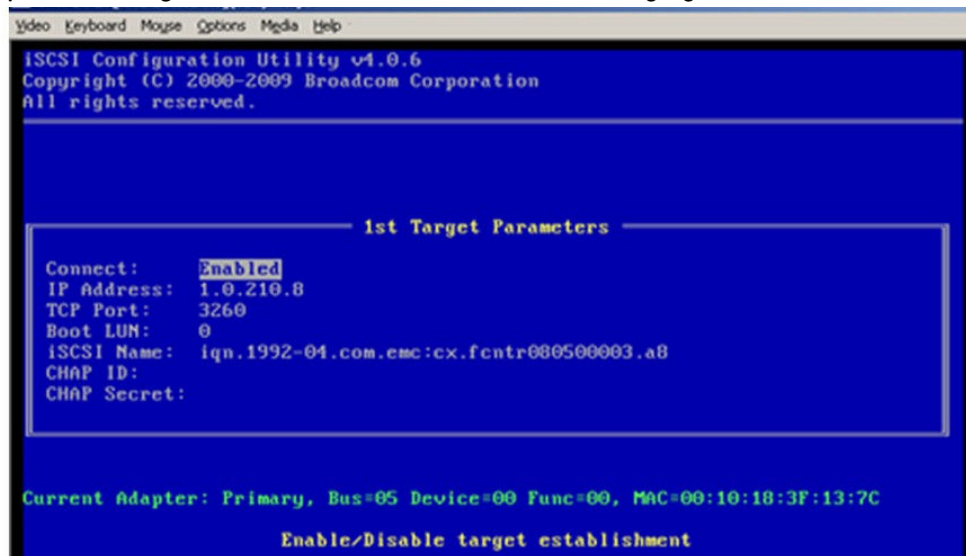 Video Keyboard Mouse Options Media Help
iSCSI Configuration Utility v4.0.6
Copyright (C) 2000-2009 Broadcom Corporation
All rights reserved.
1st Target Parameters
Connect: Enabled
IP Address: 1.0.210.8
TCP Port: 3260
Boot LUN: 0
iSCSI Name: iqn.1992-04.com.emc:cx.fcntr080500003.a8
CHAP ID:
CHAP Secret:
Current Adapter: Primary, Bus=05 Device=00 Func=00, MAC=00:10:18:3F:13:7C
Enable/Disable target establishment